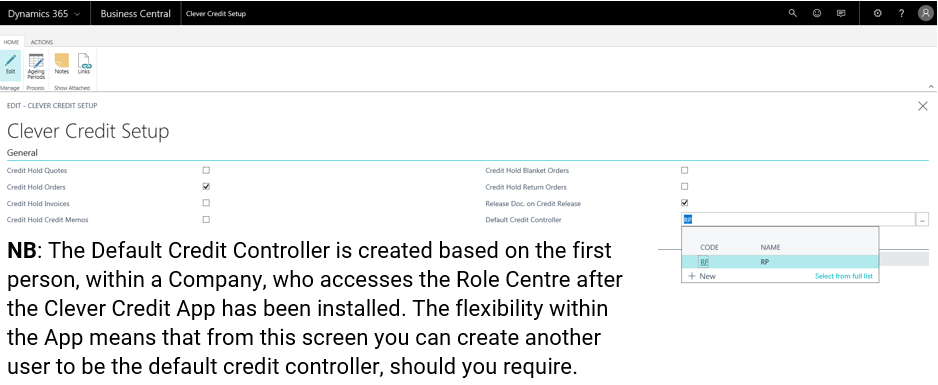 Dynamics 365 Business Central Clever Credit Setup ?
HOME ACTIONS
Edit Ageing Periods Notes Links
Manage Process Show Attached
EDIT - CLEVER CREDIT SETUP
Clever Credit Setup
General
Credit Hold Quotes Credit Hold Blanket Orders
Credit Hold Orders Credit Hold Return Orders
Credit Hold Invoices Release Doc. on Credit Release
Credit Hold Credit Memos Default Credit Controller RP ...
CODE NAME
RP RP
+ New Select from full list
NB: The Default Credit Controller is created based on the first
person, within a Company, who accesses the Role Centre after
the Clever Credit App has been installed. The flexibility within
the App means that from this screen you can create another
user to be the default credit controller, should you require.